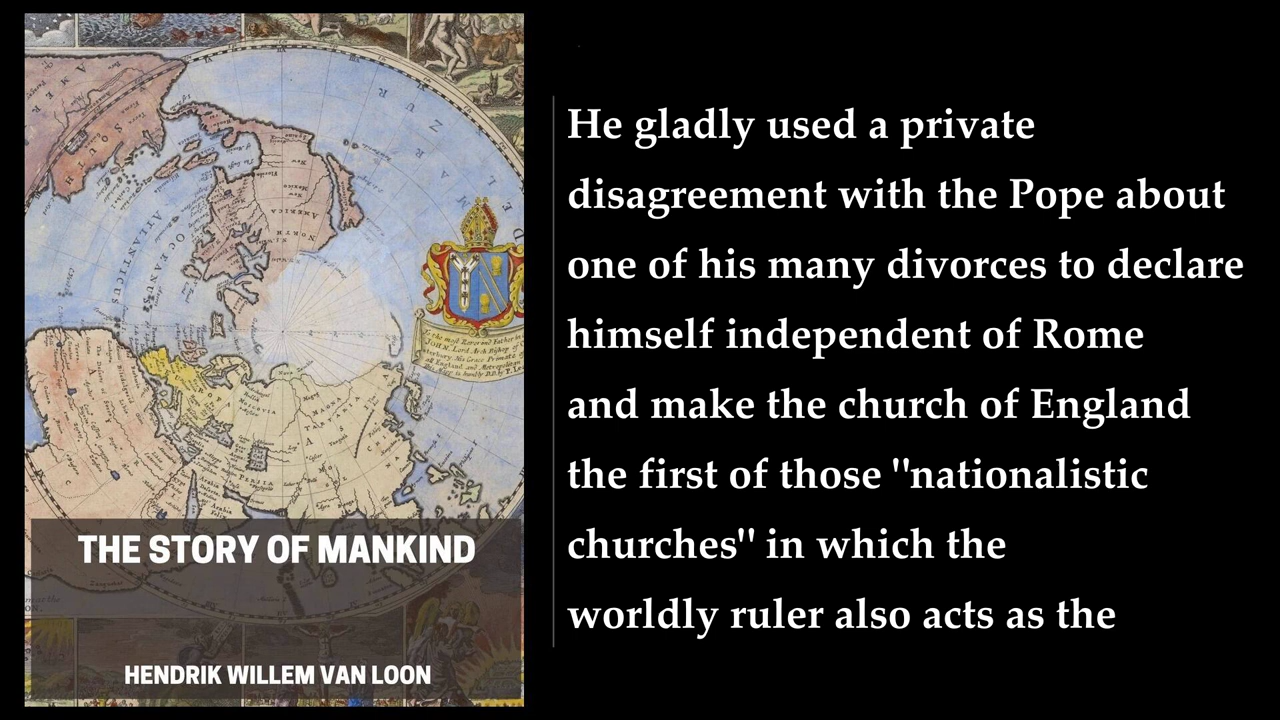 THE STORY OF MANKIND
HENDRIK WILLEM VAN LOON
He gladly used a private
disagreement with the Pope about
one of his many divorces to declare
himself independent of Rome
and make the church of England
the first of those "nationalistic
churches" in which the
worldly ruler also acts as the